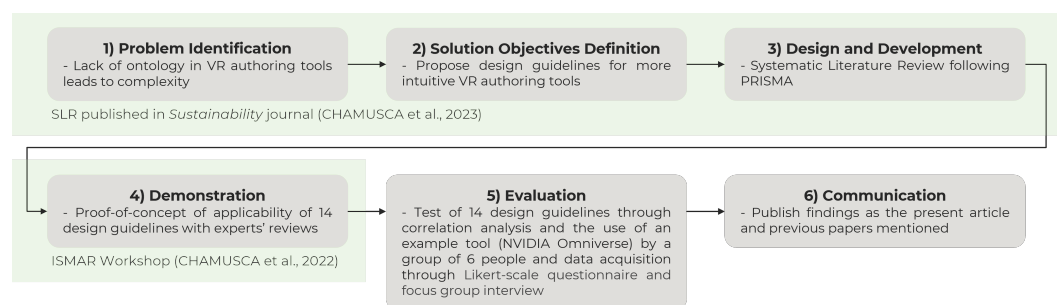 1) Problem Identification
- Lack of ontology in VR authoring tools
leads to complexity
2) Solution Objectives Definition
- Propose design guidelines for more
intuitive VR authoring tools
3) Design and Development
- Systematic Literature Review following
PRISMA
SLR published in Sustainability journal (CHAMUSCA et al., 2023)
4) Demonstration
- Proof-of-concept of applicability of 14
design guidelines with experts' reviews
ISMAR Workshop (CHAMUSCA et al., 2022)
5) Evaluation
- Test of 14 design guidelines through
correlation analysis and the use of an
example tool (NVIDIA Omniverse) by a
group of 6 people and data acquisition
through Likert-scale questionnaire and
focus group interview
6) Communication
- Publish findings as the present article
and previous papers mentioned